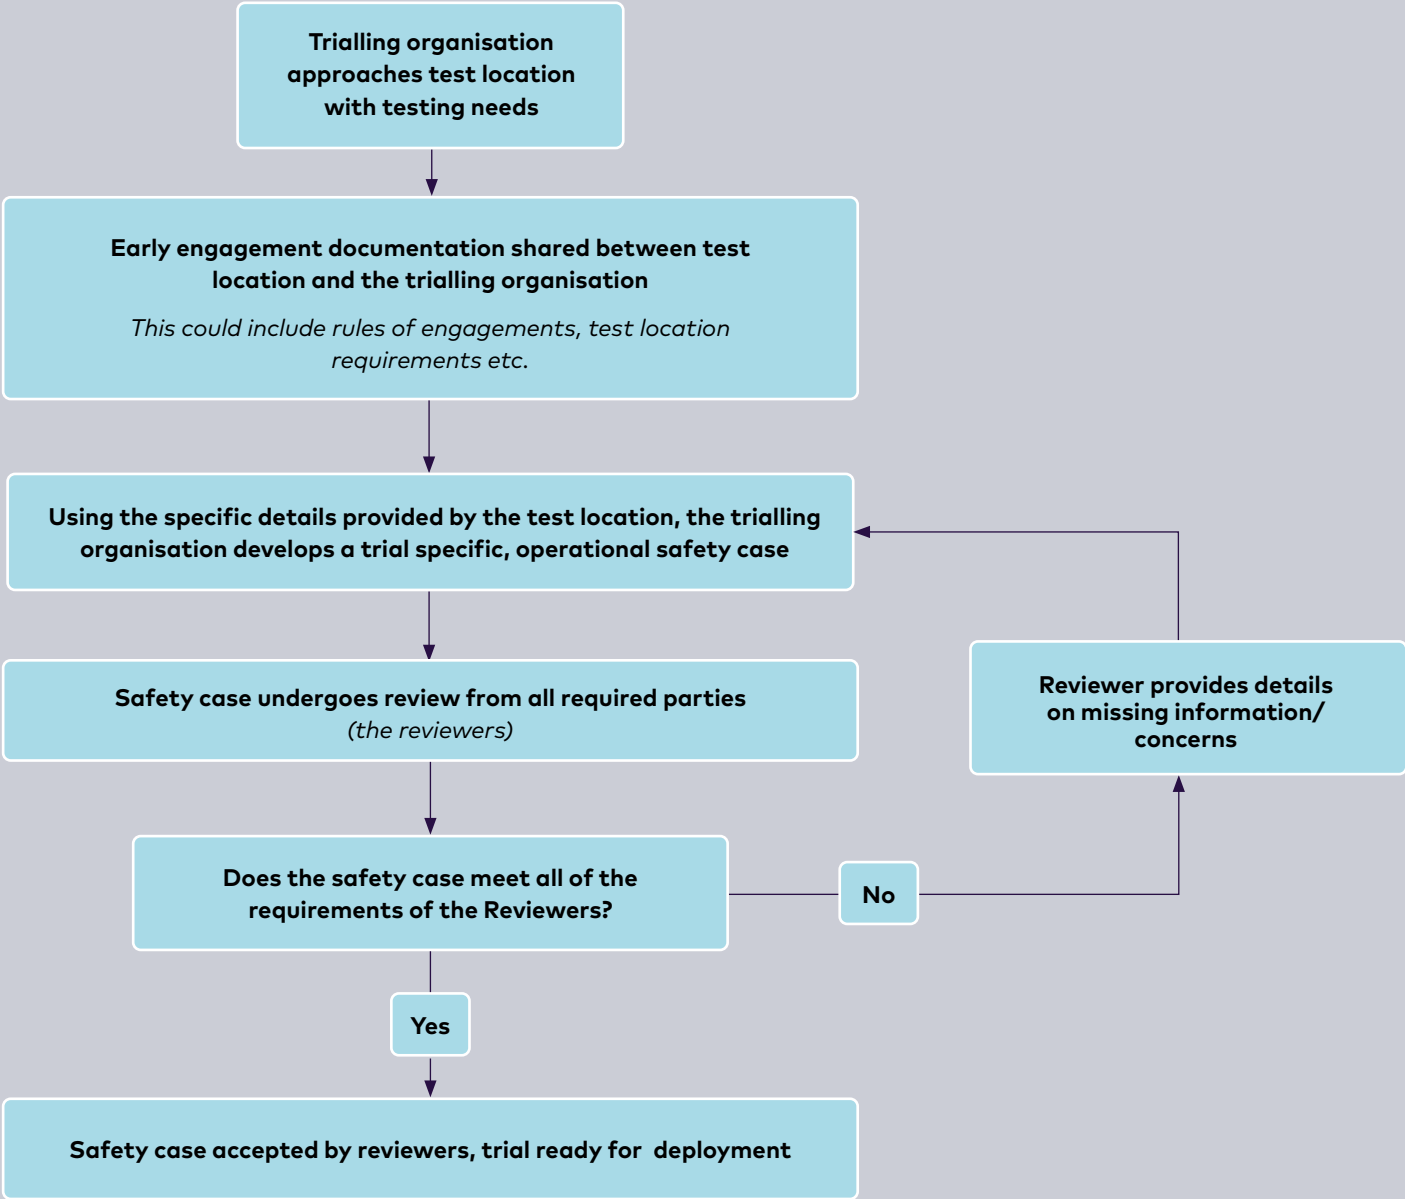 Trialling organisation
approaches test location
with testing needs
Early engagement documentation shared between test
location and the trialling organisation
This could include rules of engagements, test location
requirements etc.
Using the specific details provided by the test location, the trialling
organisation develops a trial specific, operational safety case
Safety case undergoes review from all required parties
(the reviewers)
Reviewer provides details
on missing information/
concerns
Does the safety case meet all of the
requirements of the Reviewers?
No
Yes
Safety case accepted by reviewers, trial ready for deployment